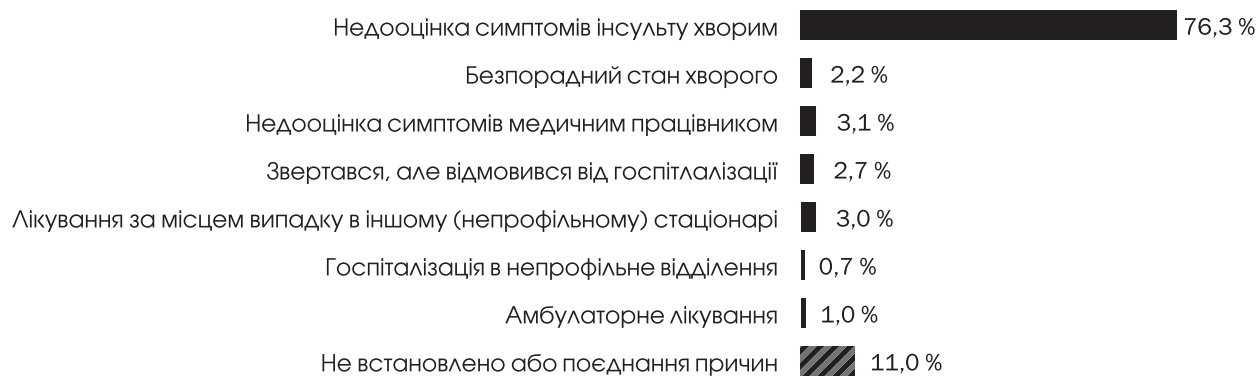 Недооцінка симптомів інсульту хворим 76,3 %
Безпорадний стан хворого 2,2 %
Недооцінка симптомів медичним працівником 3,1 %
Звертався, але відмовився від госпітлалізації 2,7 %
Лікування за місцем випадку в іншому (непрофільному) стаціонарі 3,0 %
Госпіталізація в непрофільне відділення 0,7 %
Амбулаторне лікування 1,0 %
Не встановлено або поєднання причин 11,0 %